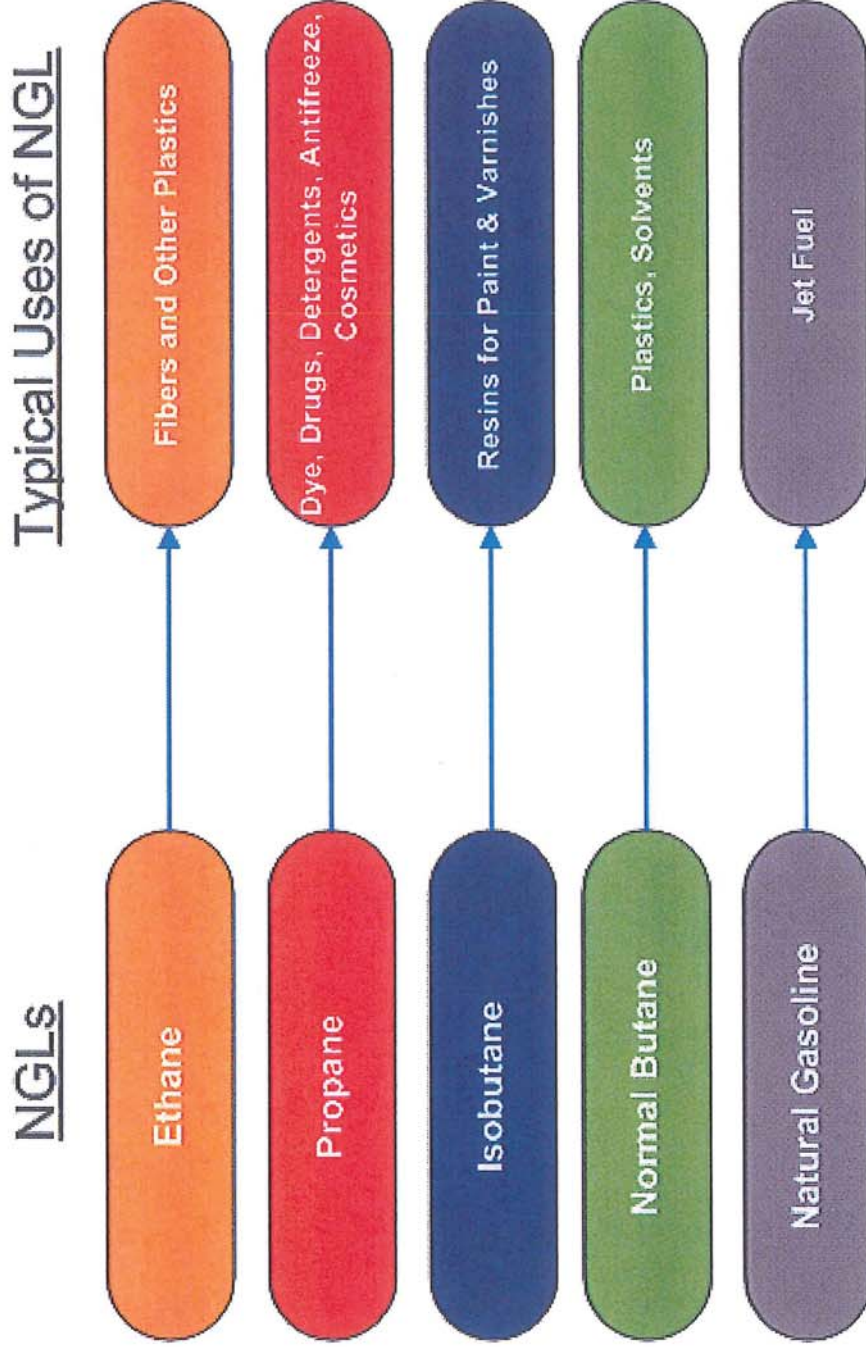 NGLs
Typical Uses of NGL
Ethane
Fibers and Other Plastics
Propane
Dye, Drugs, Detergents, Antifreeze,
Cosmetics
Isobutane
Resins for Paint & Varnishes
Normal Butane
Plastics, Solvents
Natural Gasoline
Jet Fuel